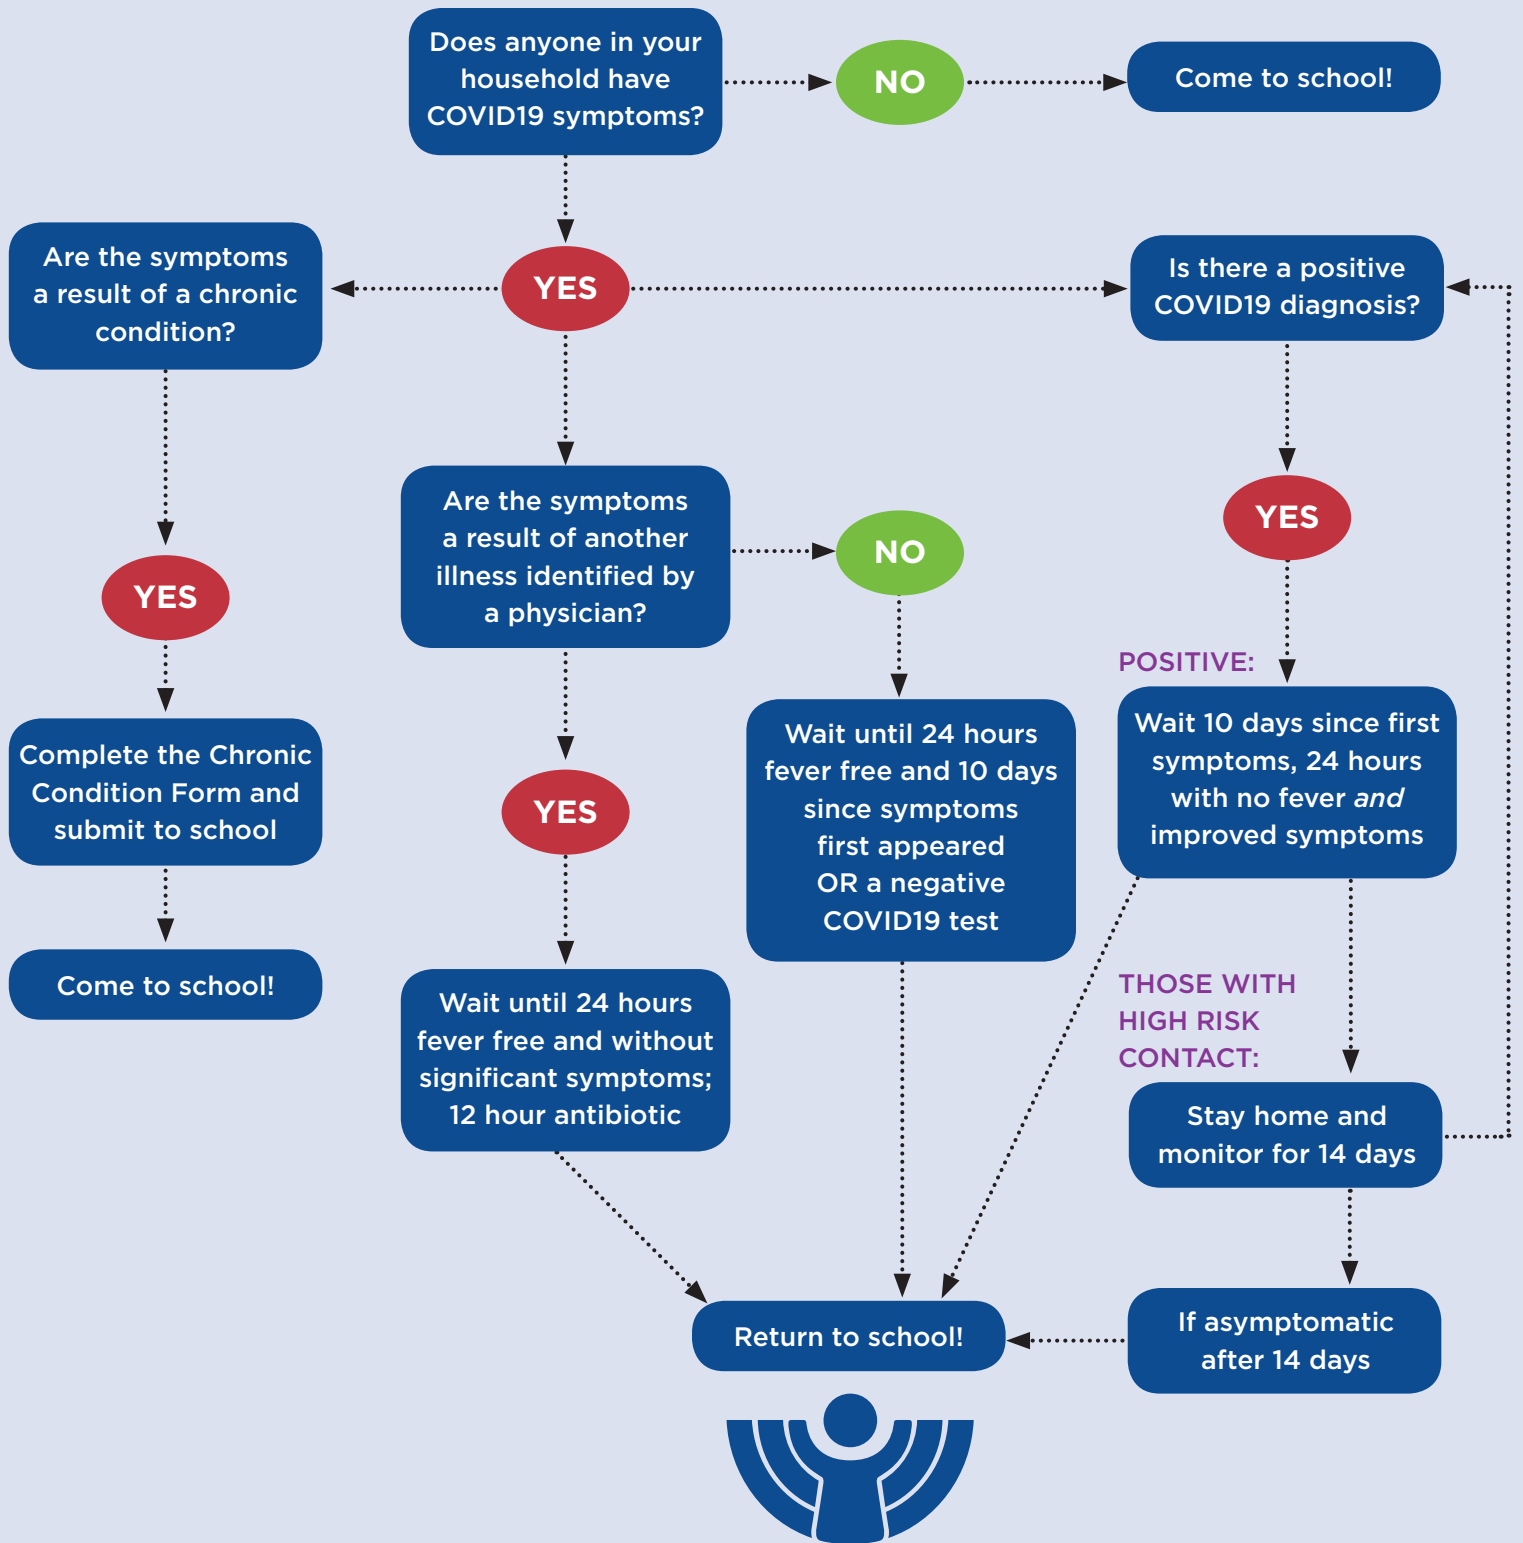 Does anyone in your
household have
COVID19 symptoms?
NO
Come to school!
Are the symptoms
a result of a chronic
condition?
YES
Is there a positive
COVID19 diagnosis?
Are the symptoms
a result of another
illness identified by
a physician?
NO
YES
YES
POSITIVE:
Complete the Chronic
Condition Form and
submit to school
YES
Wait until 24 hours
fever free and 10 days
since symptoms
first appeared
OR a negative
COVID19 test
Wait 10 days since first
symptoms, 24 hours
with no fever and
improved symptoms
Come to school!
Wait until 24 hours
fever free and without
significant symptoms;
12 hour antibiotic
THOSE WITH
HIGH RISK
CONTACT:
Stay home and
monitor for 14 days
Return to school!
If asymptomatic
after 14 days